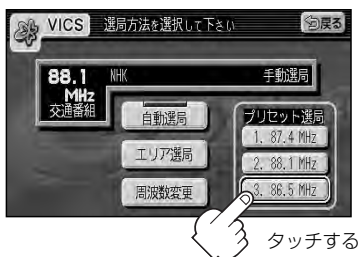 VICS 選局方法を選択して下さい 戻る
88.1 NHK 手動選局
MHz
交通番組
自動選局
エリア選局
周波数変更
プリセット選局
1. 87.4 MHz
2. 88.1 MHz
3. 86.5 MHz
タッチする